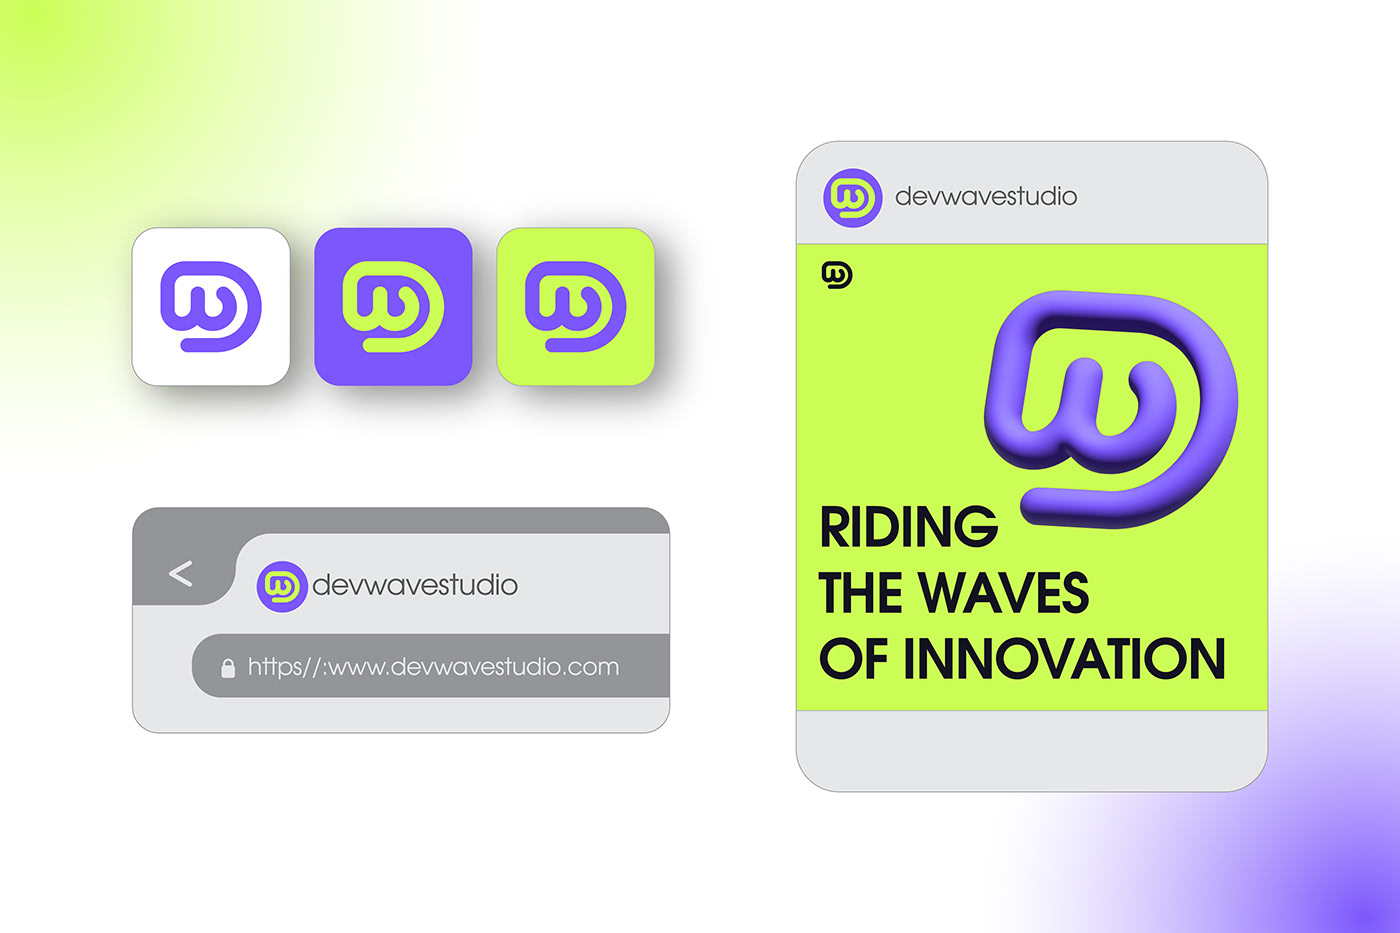 devwavestudio
https//:www.devwavestudio.com
devwavestudio
RIDING
THE WAVES
OF INNOVATION